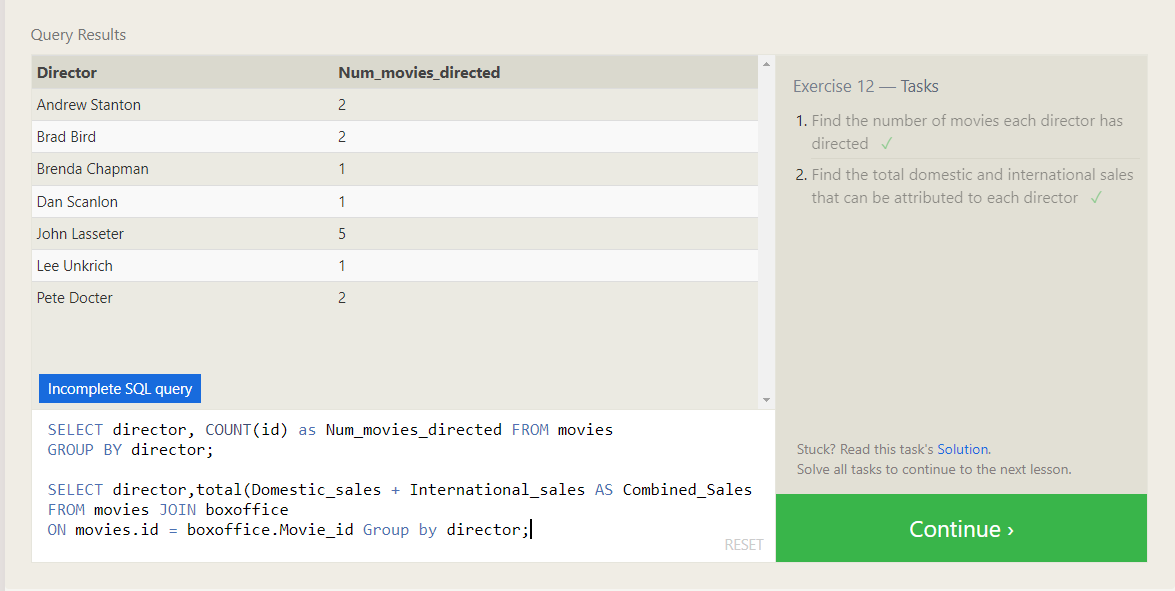 Query Results
Director Num_movies_directed
Andrew Stanton 2
Brad Bird 2
Brenda Chapman 1
Dan Scanlon 1
John Lasseter 5
Lee Unkrich 1
Pete Docter 2
Incomplete SQL query
SELECT director, COUNT(id) as Num_movies_directed FROM movies
GROUP BY director;
SELECT director,total(Domestic_sales + International_sales AS Combined_Sales
FROM movies JOIN boxoffice
ON movies.id = boxoffice.Movie_id Group by director;
RESET
Exercise 12 — Tasks
1. Find the number of movies each director has
directed ✓
2. Find the total domestic and international sales
that can be attributed to each director ✓
Stuck? Read this task's Solution.
Solve all tasks to continue to the next lesson.
Continue ›